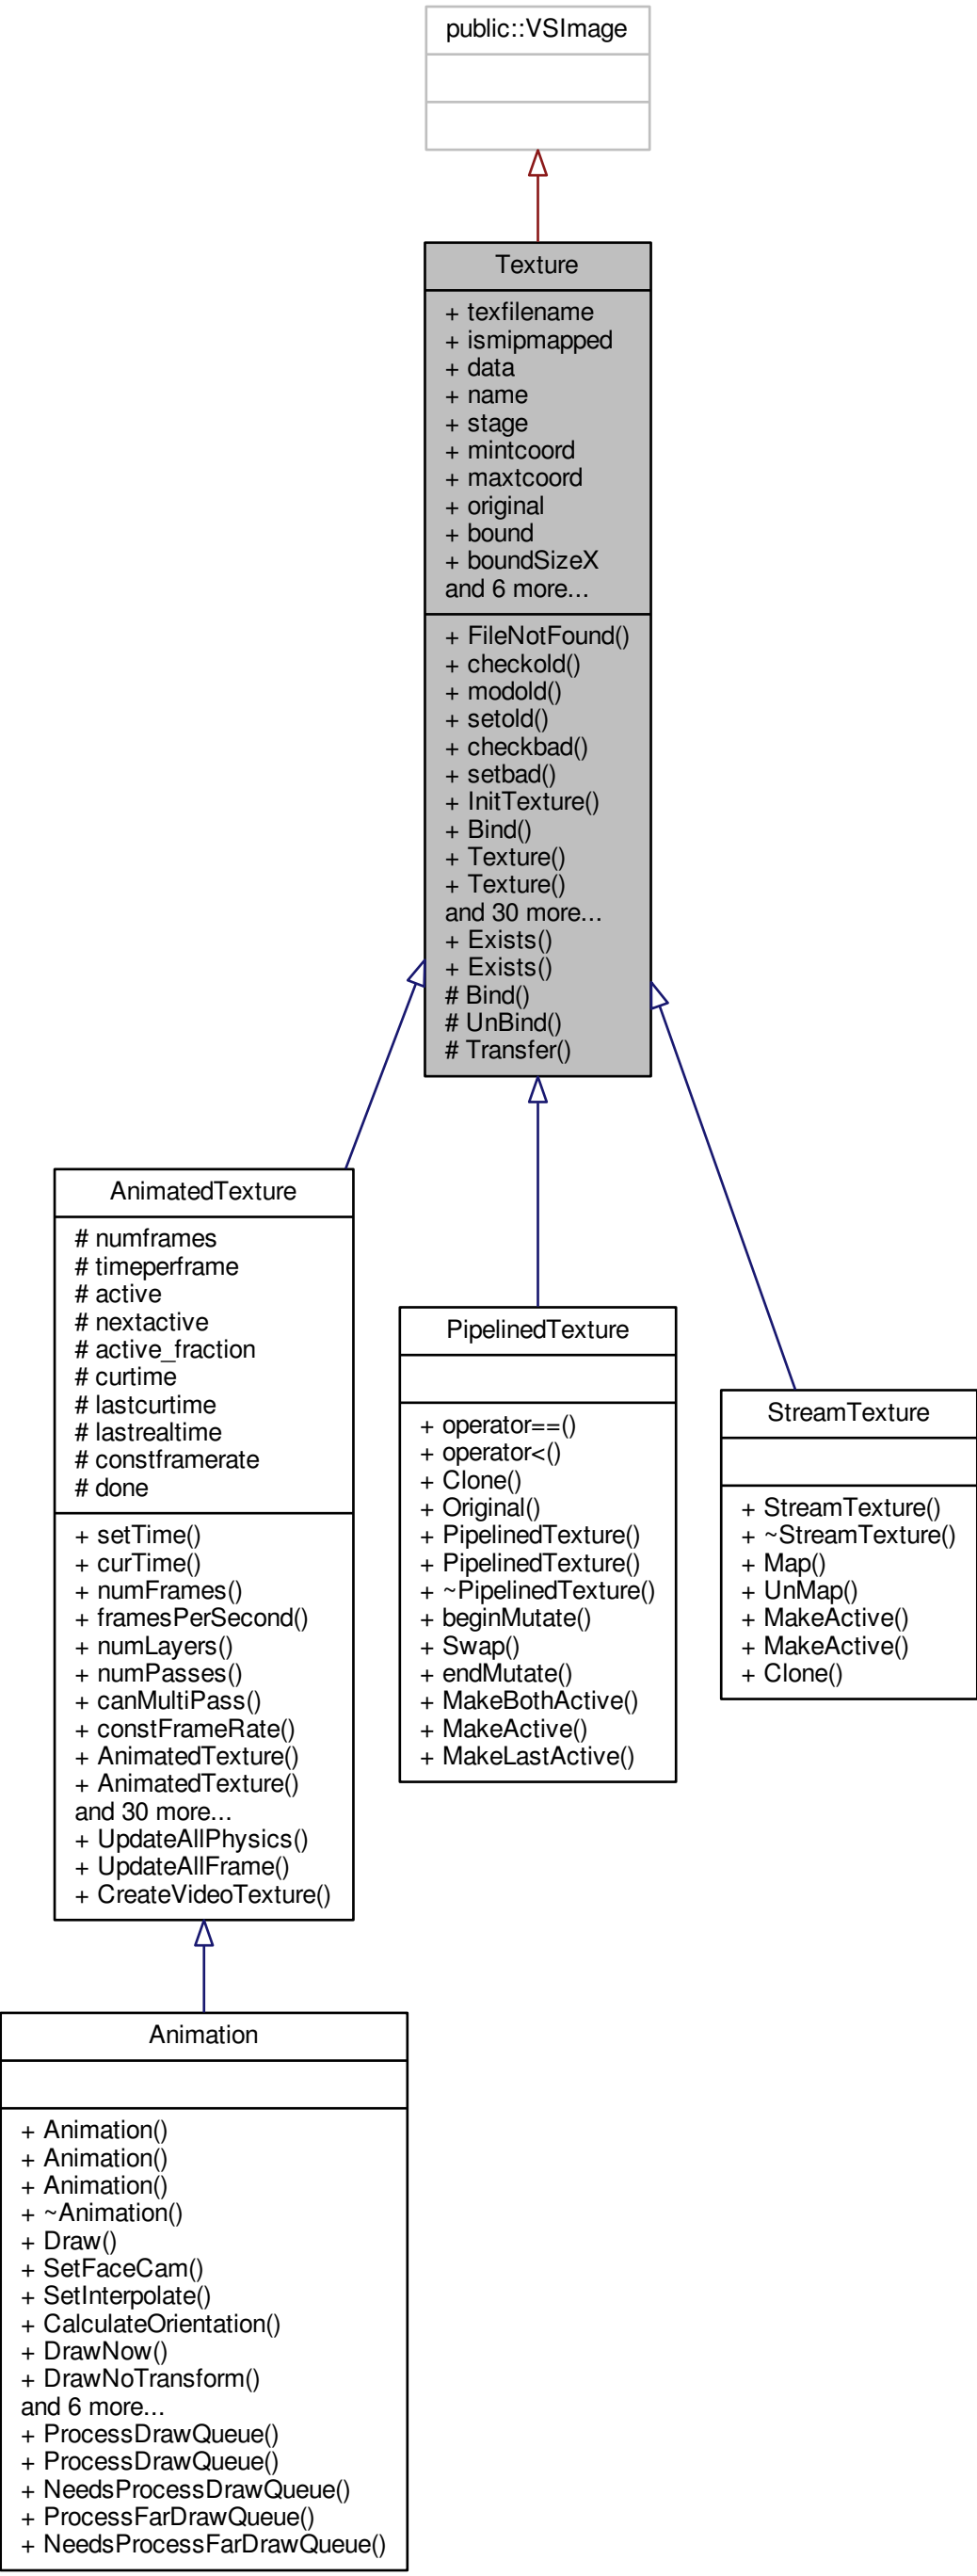 public::VSImage
Texture
+ texfilename
+ ismipmapped
+ data
+ name
+ stage
+ mintcoord
+ maxtcoord
+ original
+ bound
+ boundSizeX
and 6 more...
+ FileNotFound()
+ checkold()
+ modold()
+ setold()
+ checkbad()
+ setbad()
+ InitTexture()
+ Bind()
+ Texture()
+ Texture()
and 30 more...
+ Exists()
+ Exists()
# Bind()
# UnBind()
# Transfer()
AnimatedTexture
# numframes
# timeperframe
# active
# nextactive
# active_fraction
# curtime
# lastcurtime
# lastrealtime
# constframerate
# done
+ setTime()
+ curTime()
+ numFrames()
+ framesPerSecond()
+ numLayers()
+ numPasses()
+ canMultiPass()
+ constFrameRate()
+ AnimatedTexture()
+ AnimatedTexture()
and 30 more...
+ UpdateAllPhysics()
+ UpdateAllFrame()
+ CreateVideoTexture()
PipelinedTexture
+ operator==()
+ operator<()
+ Clone()
+ Original()
+ PipelinedTexture()
+ PipelinedTexture()
+ ~PipelinedTexture()
+ beginMutate()
+ Swap()
+ endMutate()
+ MakeBothActive()
+ MakeActive()
+ MakeLastActive()
StreamTexture
+ StreamTexture()
+ ~StreamTexture()
+ Map()
+ UnMap()
+ MakeActive()
+ MakeActive()
+ Clone()
Animation
+ Animation()
+ Animation()
+ Animation()
+ ~Animation()
+ Draw()
+ SetFaceCam()
+ SetInterpolate()
+ CalculateOrientation()
+ DrawNow()
+ DrawNoTransform()
and 6 more...
+ ProcessDrawQueue()
+ ProcessDrawQueue()
+ NeedsProcessDrawQueue()
+ ProcessFarDrawQueue()
+ NeedsProcessFarDrawQueue()